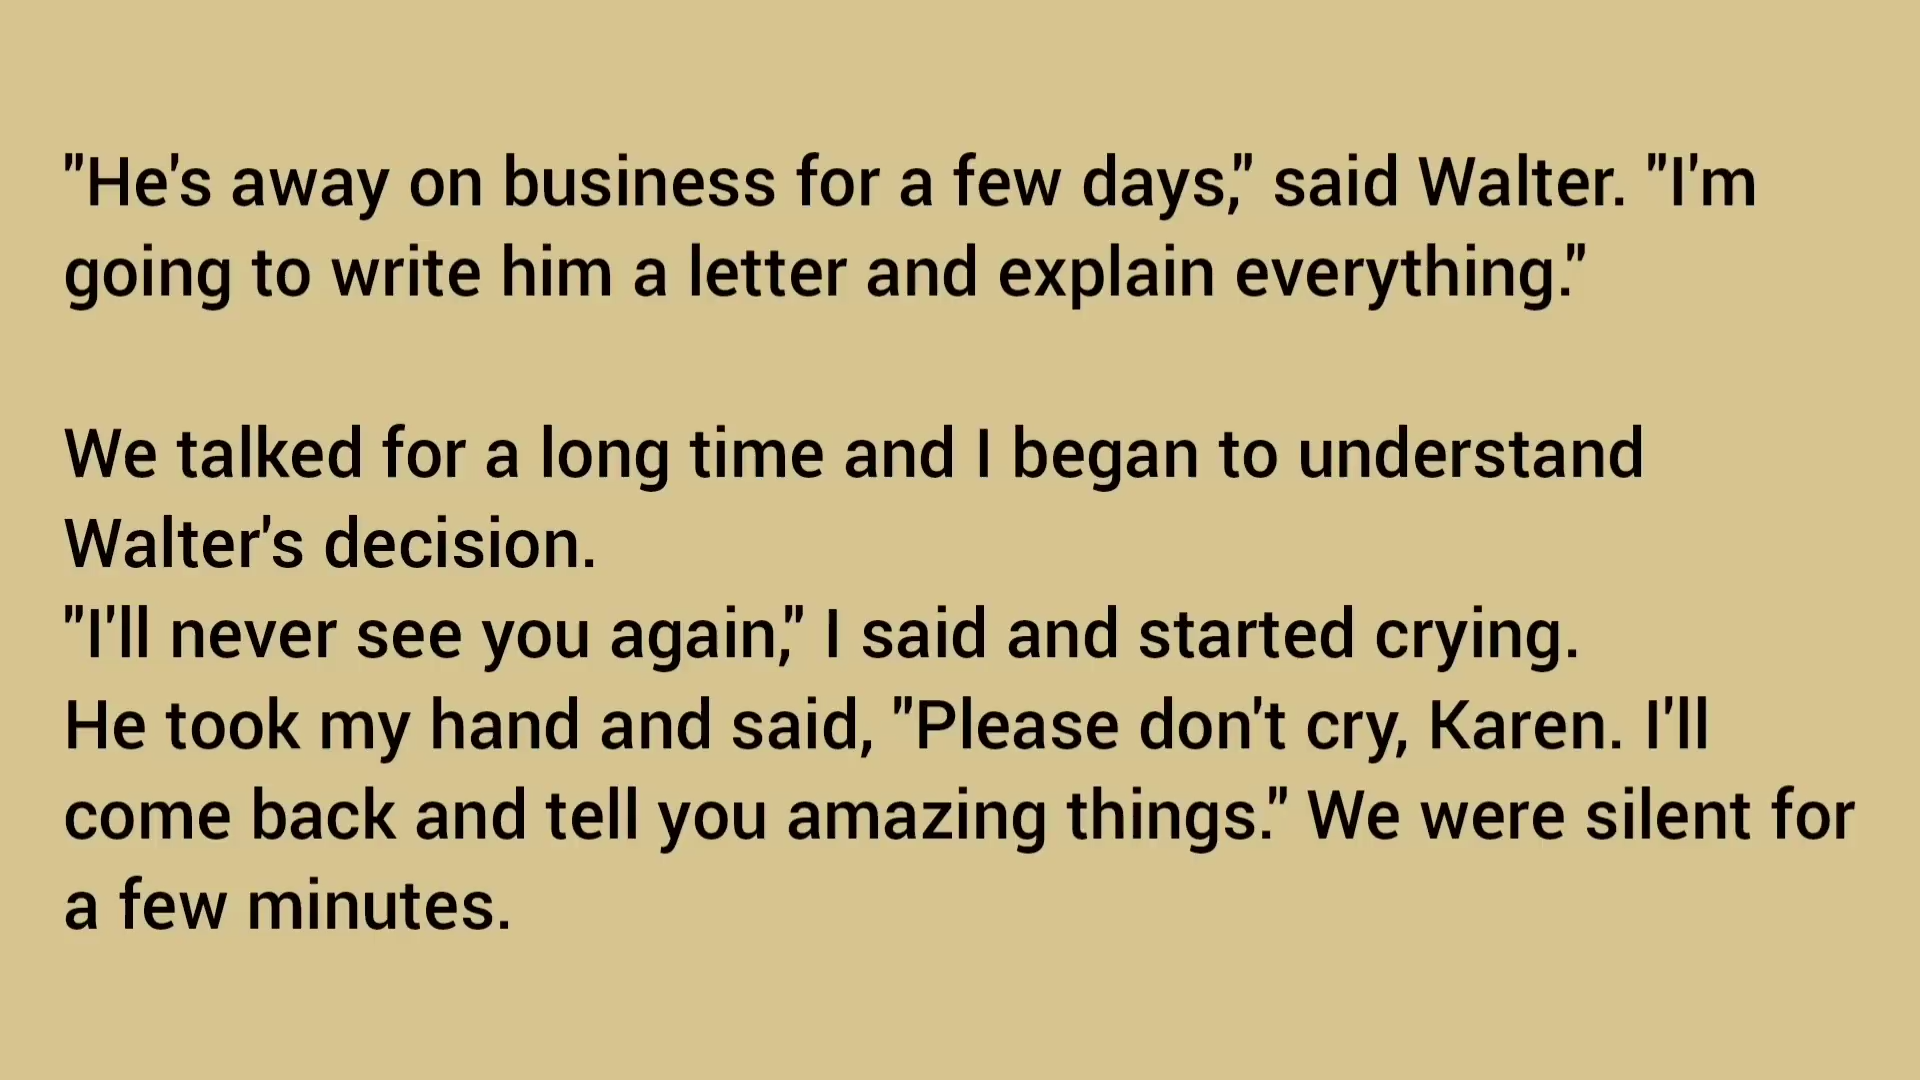 "He's away on business for a few days," said Walter. "I'm
going to write him a letter and explain everything."
We talked for a long time and I began to understand
Walter's decision.
"I'll never see you again," I said and started crying.
He took my hand and said, "Please don't cry, Karen. I'll
come back and tell you amazing things." We were silent for
a few minutes.